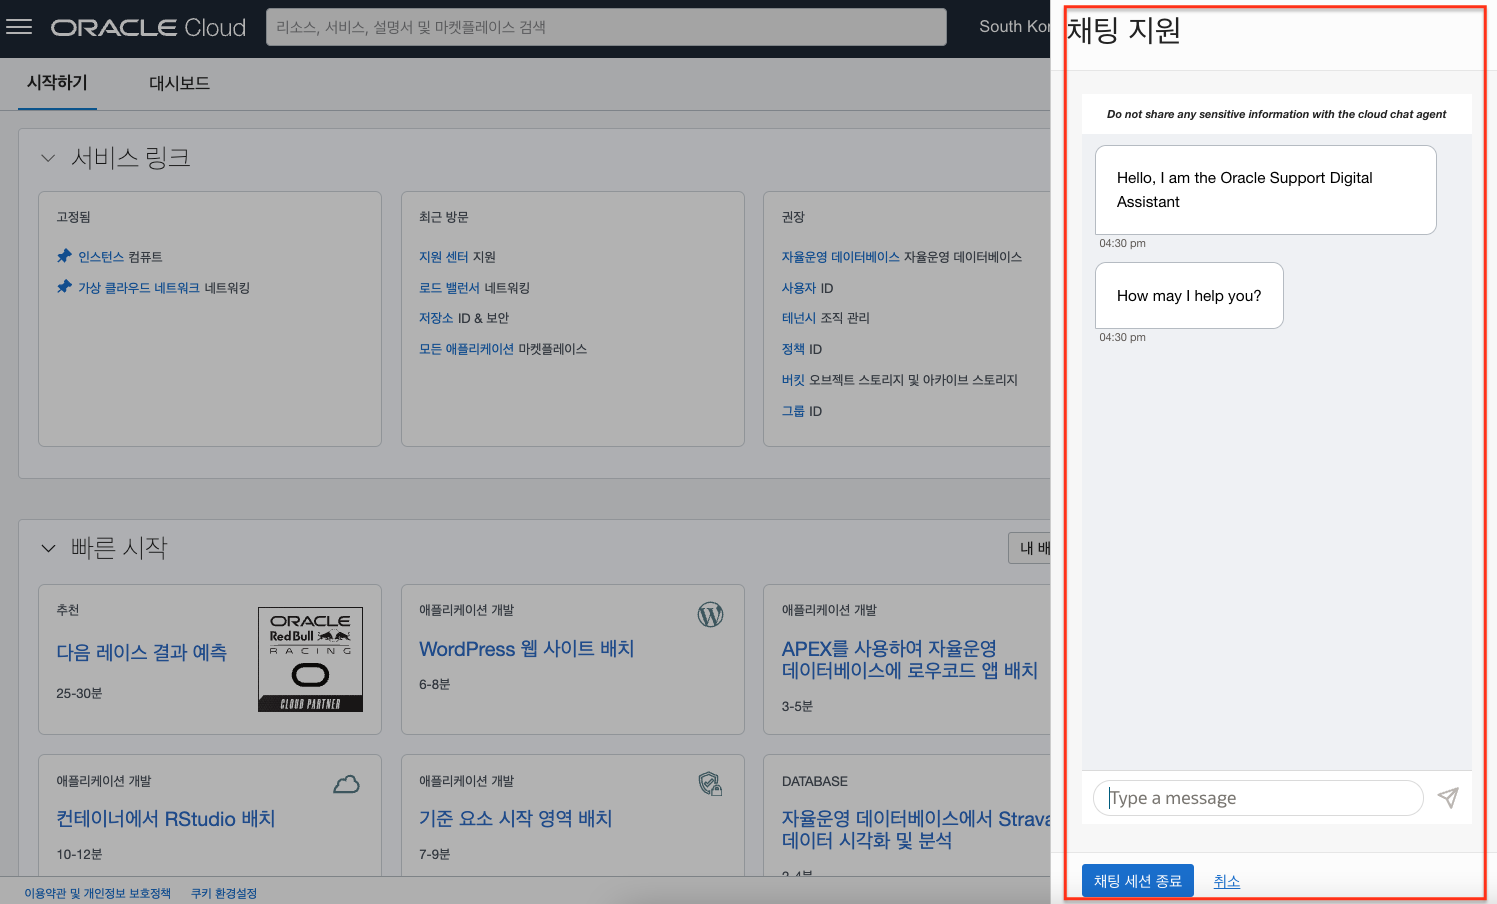 ORACLE Cloud
리소스, 서비스, 설명서 및 마켓플레이스 검색
South Kor
시작하기
대시보드
서비스 링크
고정됨
인스턴스 컴퓨트
가상 클라우드 네트워크 네트워킹
최근 방문
지원 센터 지원
로드 밸런서 네트워킹
저장소 ID & 보안
모든 애플리케이션 마켓플레이스
권장
자율운영 데이터베이스 자율운영 데이터베이스
사용자 ID
테넌시 조직 관리
정책 ID
버킷 오브젝트 스토리지 및 아카이브 스토리지
그룹 ID
빠른 시작
내 배
추천
다음 레이스 결과 예측
25-30분
ORACLE
Red Bull
RACING
CLOUD PARTNER
애플리케이션 개발
WordPress 웹 사이트 배치
6-8분
애플리케이션 개발
APEX를 사용하여 자율운영
데이터베이스에 로우코드 앱 배치
3-5분
애플리케이션 개발
컨테이너에서 RStudio 배치
10-12분
애플리케이션 개발
기준 요소 시작 영역 배치
7-9분
DATABASE
자율운영 데이터베이스에서 Strava
데이터 시각화 및 분석
이용약관 및 개인정보 보호정책
쿠키 환경설정
채팅 지원
Do not share any sensitive information with the cloud chat agent
Hello, I am the Oracle Support Digital
Assistant
04:30 pm
How may I help you?
04:30 pm
Type a message
채팅 세션 종료
취소